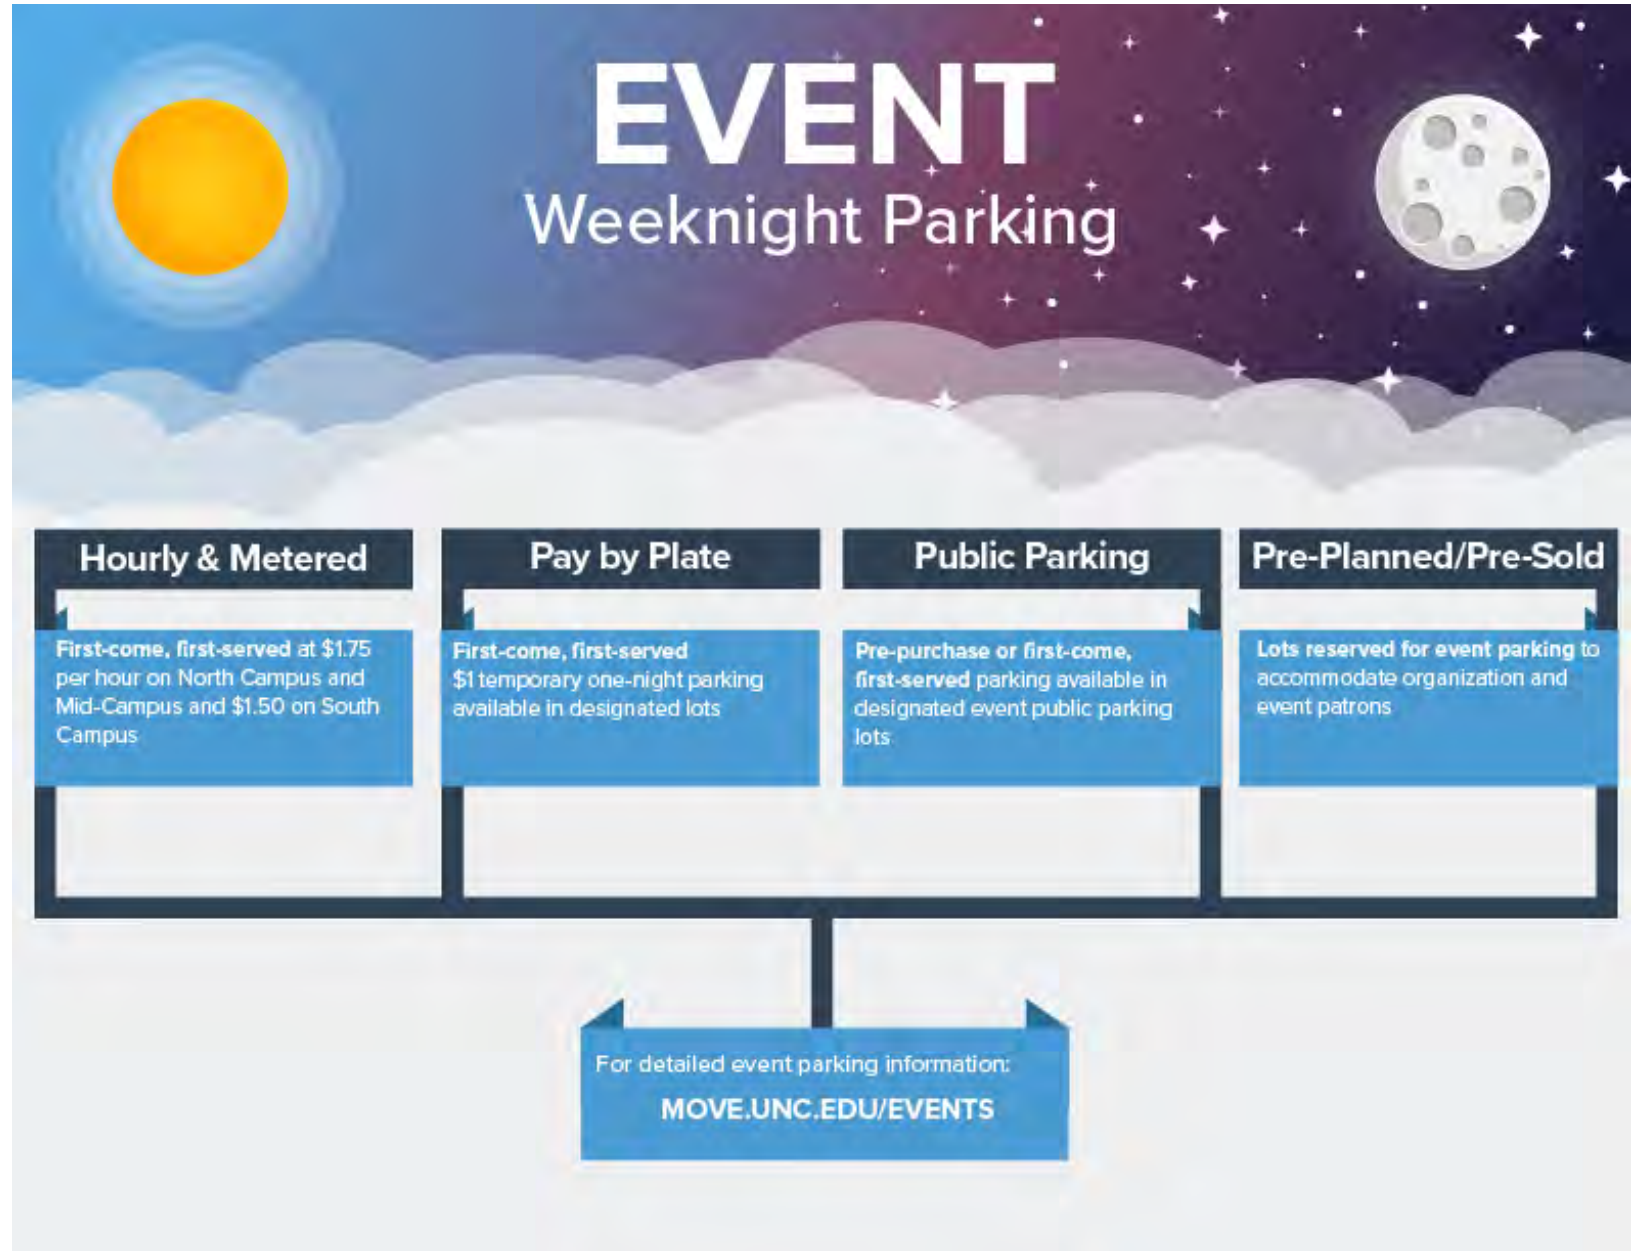 EVENT
Weeknight Parking
Hourly & Metered
First-come, first-served at $1.75
per hour on North Campus and
Mid-Campus and $1.50 on South
Campus
Pay by Plate
First-come, first-served
$1 temporary one-night parking
available in designated lots
Public Parking
Pre-purchase or first-come,
first-served parking available in
designated event public parking
lots
Pre-Planned/Pre-Sold
Lots reserved for event parking to
accommodate organization and
event patrons
For detailed event parking information:
MOVE.UNC.EDU/EVENTS